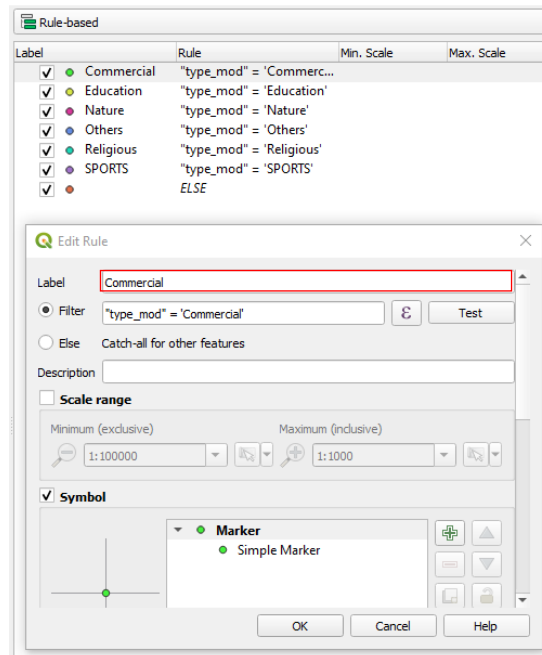 Rule-based
Label Rule Min. Scale Max. Scale
Commercial "type_mod" = 'Commerc...
Education "type_mod" = 'Education'
Nature "type_mod" = 'Nature'
Others "type_mod" = 'Others'
Religious "type_mod" = 'Religious'
SPORTS "type_mod" = 'SPORTS'
ELSE
Edit Rule
Label Commercial
Filter "type_mod" = 'Commercial' ε Test
Else Catch-all for other features
Description
Scale range
Minimum (exclusive) Maximum (inclusive)
1:100000 1:1000
Symbol
Marker
Simple Marker
OK Cancel Help